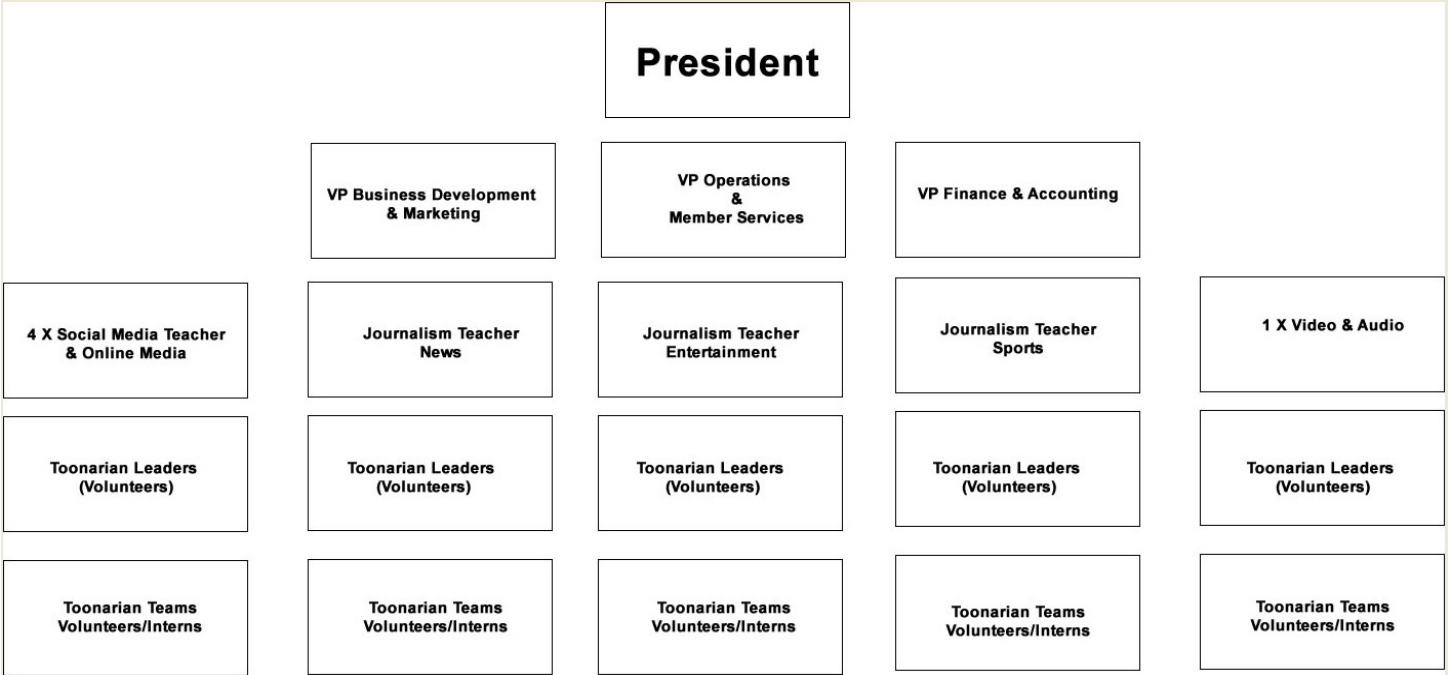 President
VP Business Development
& Marketing
VP Operations
&
Member Services
VP Finance & Accounting
4 X Social Media Teacher
& Online Media
Journalism Teacher
News
Journalism Teacher
Entertainment
Journalism Teacher
Sports
1 X Video & Audio
Toonarian Leaders
(Volunteers)
Toonarian Leaders
(Volunteers)
Toonarian Leaders
(Volunteers)
Toonarian Leaders
(Volunteers)
Toonarian Leaders
(Volunteers)
Toonarian Teams
Volunteers/Interns
Toonarian Teams
Volunteers/Interns
Toonarian Teams
Volunteers/Interns
Toonarian Teams
Volunteers/Interns
Toonarian Teams
Volunteers/Interns